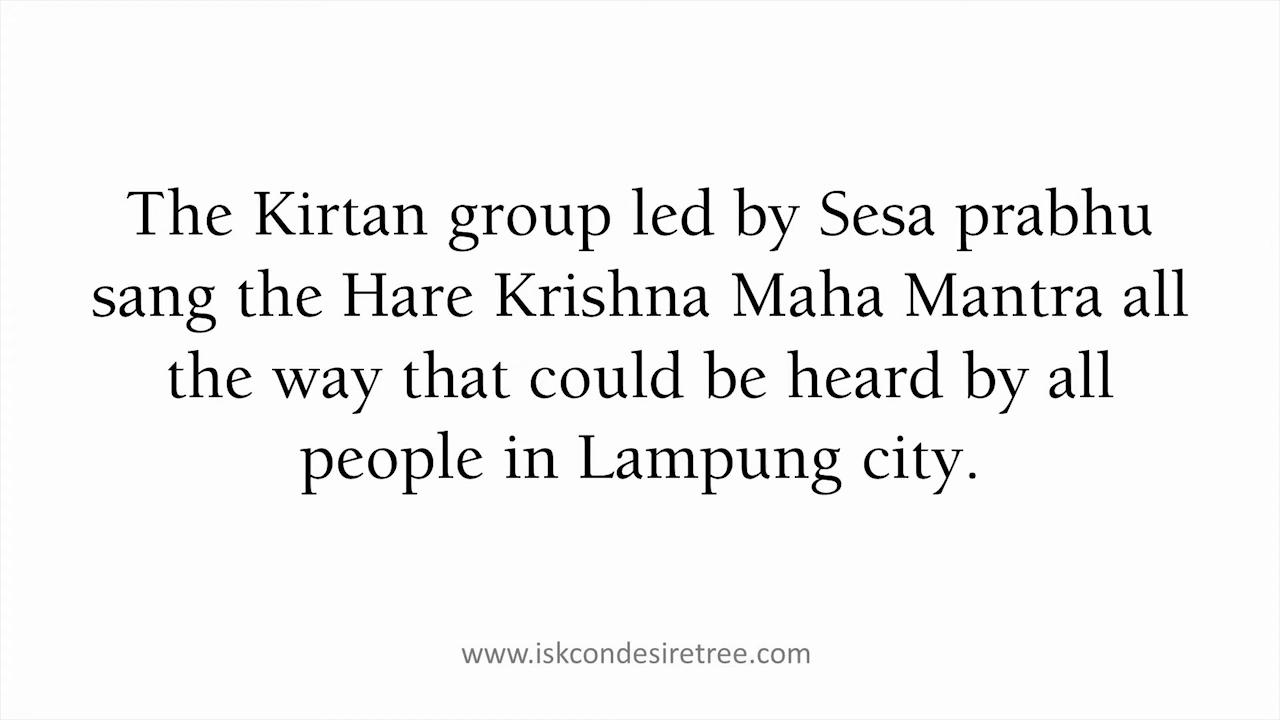 The Kirtan group led by Sesa prabhu
sang the Hare Krishna Maha Mantra all
the way that could be heard by all
people in Lampung city.
www.iskcondesiretree.com